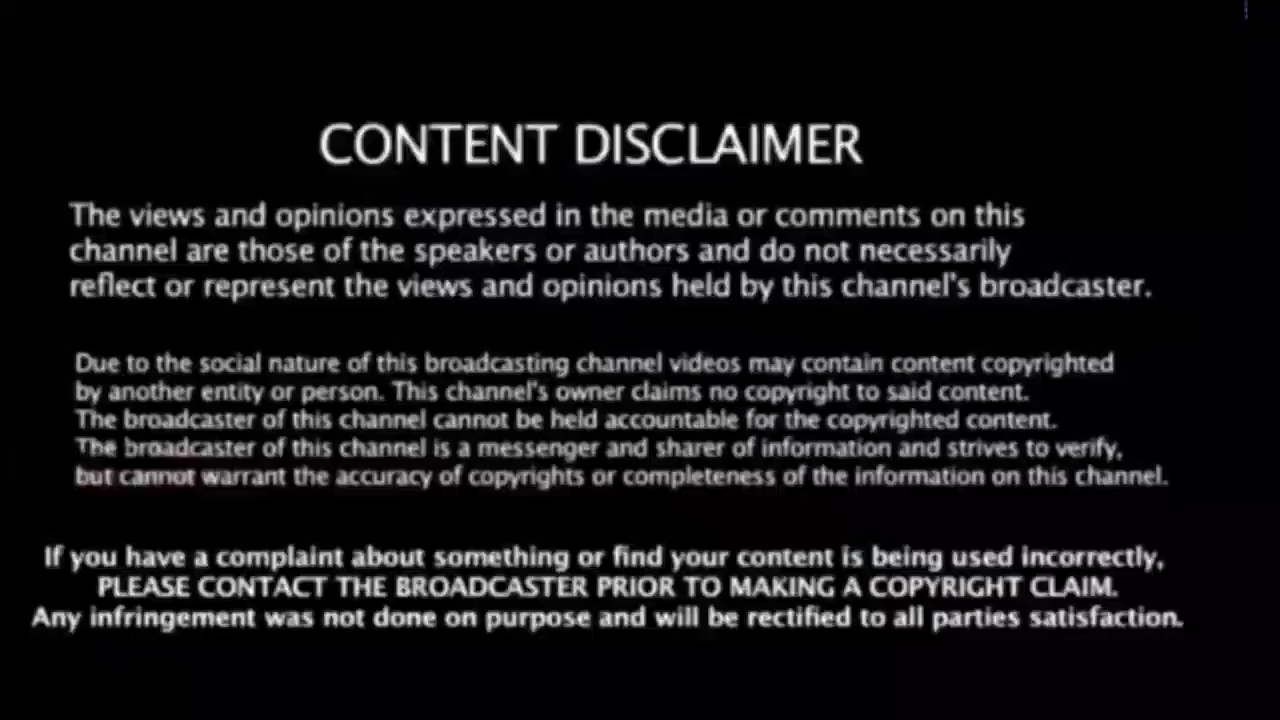 CONTENT DISCLAIMER
The views and opinions expressed in the media or comments on this
channel are those of the speakers or authors and do not necessarily
reflect or represent the views and opinions held by this channel's broadcaster.
Due to the social nature of this broadcasting channel videos may contain content copyrighted
by another entity or person. This channel's owner claims no copyright to said content.
The broadcaster of this channel cannot be held accountable for the copyrighted content.
The broadcaster of this channel is a messenger and sharer of information and strives to verify,
but cannot warrant the accuracy of copyrights or completeness of the information on this channel.
If you have a complaint about something or find your content is being used incorrectly,
PLEASE CONTACT THE BROADCASTER PRIOR TO MAKING A COPYRIGHT CLAIM.
Any infringement was not done on purpose and will be rectified to all parties satisfaction.